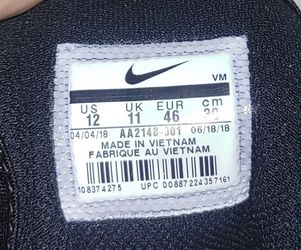 VM
US UK EUR cm
12 11 46 30
04/04/18 AA2148-301 06/18/18
MADE IN VIETNAM
FABRIQUE AU VIETNAM
108374275 UPC 00887224357161